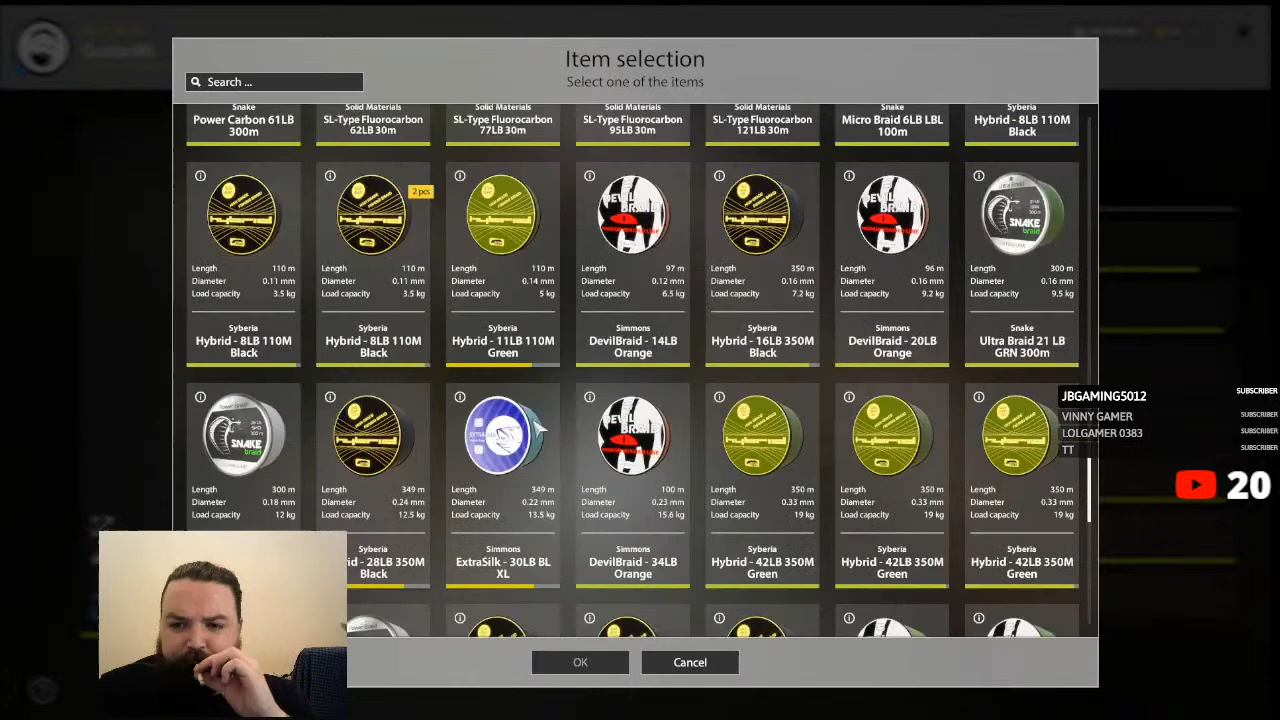 Item selection
Search ...
Select one of the items
Snake
Power Carbon 61LB
300m
Solid Materials
SL-Type Fluorocarbon
62LB 30m
Solid Materials
SL-Type Fluorocarbon
77LB 30m
Solid Materials
SL-Type Fluorocarbon
95LB 30m
Solid Materials
SL-Type Fluorocarbon
121LB 30m
Snake
Micro Braid 6LB LBL
100m
Syberia
Hybrid - 8LB 110M
Black
Length 110 m
Diameter 0.11 mm
Load capacity 3.5 kg
Syberia
Hybrid - 8LB 110M
Black
2 pcs
Length 110 m
Diameter 0.11 mm
Load capacity 3.5 kg
Syberia
Hybrid - 8LB 110M
Black
Length 110 m
Diameter 0.14 mm
Load capacity 5 kg
Syberia
Hybrid - 11LB 110M
Green
Length 97 m
Diameter 0.12 mm
Load capacity 6.5 kg
Simmons
DevilBraid - 14LB
Orange
Length 350 m
Diameter 0.16 mm
Load capacity 7.2 kg
Syberia
Hybrid - 16LB 350M
Black
Length 96 m
Diameter 0.16 mm
Load capacity 9.2 kg
Simmons
DevilBraid - 20LB
Orange
SNAKE
braid
Length 300 m
Diameter 0.16 mm
Load capacity 9.5 kg
Snake
Ultra Braid 21 LB
GRN 300m
SNAKE
braid
Length 300 m
Diameter 0.18 mm
Load capacity 12 kg
Length 349 m
Diameter 0.24 mm
Load capacity 12.5 kg
Syberia
id - 28LB 350M
Black
Length 349 m
Diameter 0.22 mm
Load capacity 13.5 kg
Simmons
ExtraSilk - 30LB BL
XL
Length 100 m
Diameter 0.23 mm
Load capacity 15.6 kg
Simmons
DevilBraid - 34LB
Orange
Length 350 m
Diameter 0.33 mm
Load capacity 19 kg
Syberia
Hybrid - 42LB 350M
Green
Length 350 m
Diameter 0.33 mm
Load capacity 19 kg
Syberia
Hybrid - 42LB 350M
Green
Length 350 m
Diameter 0.33 mm
Load capacity 19 kg
Syberia
Hybrid - 42LB 350M
Green
JBGAMING5012 SUBSCRIBER
VINNY GAMER SUBSCRIBER
LOLGAMER 0383 SUBSCRIBER
TT SUBSCRIBER
20
OK
Cancel